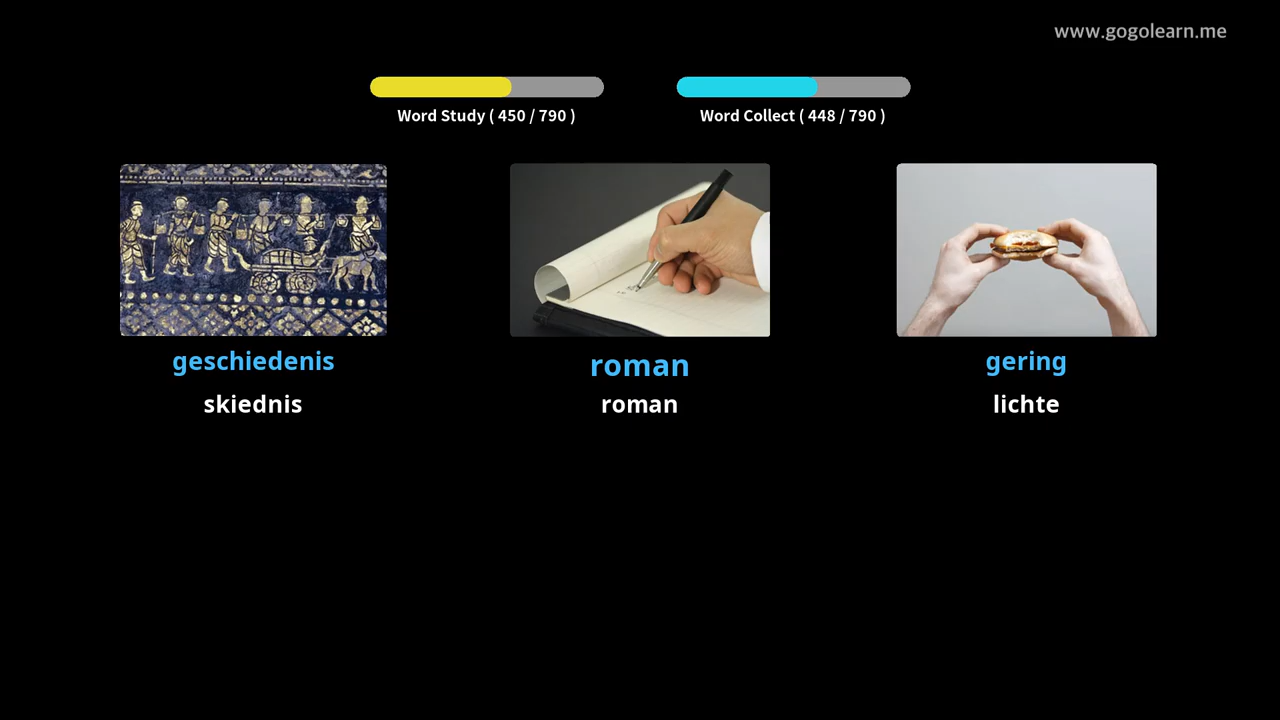 www.gogolearn.me
Word Study ( 450 / 790 )
Word Collect ( 448 / 790 )
geschiedenis
skiednis
roman
roman
gering
lichte